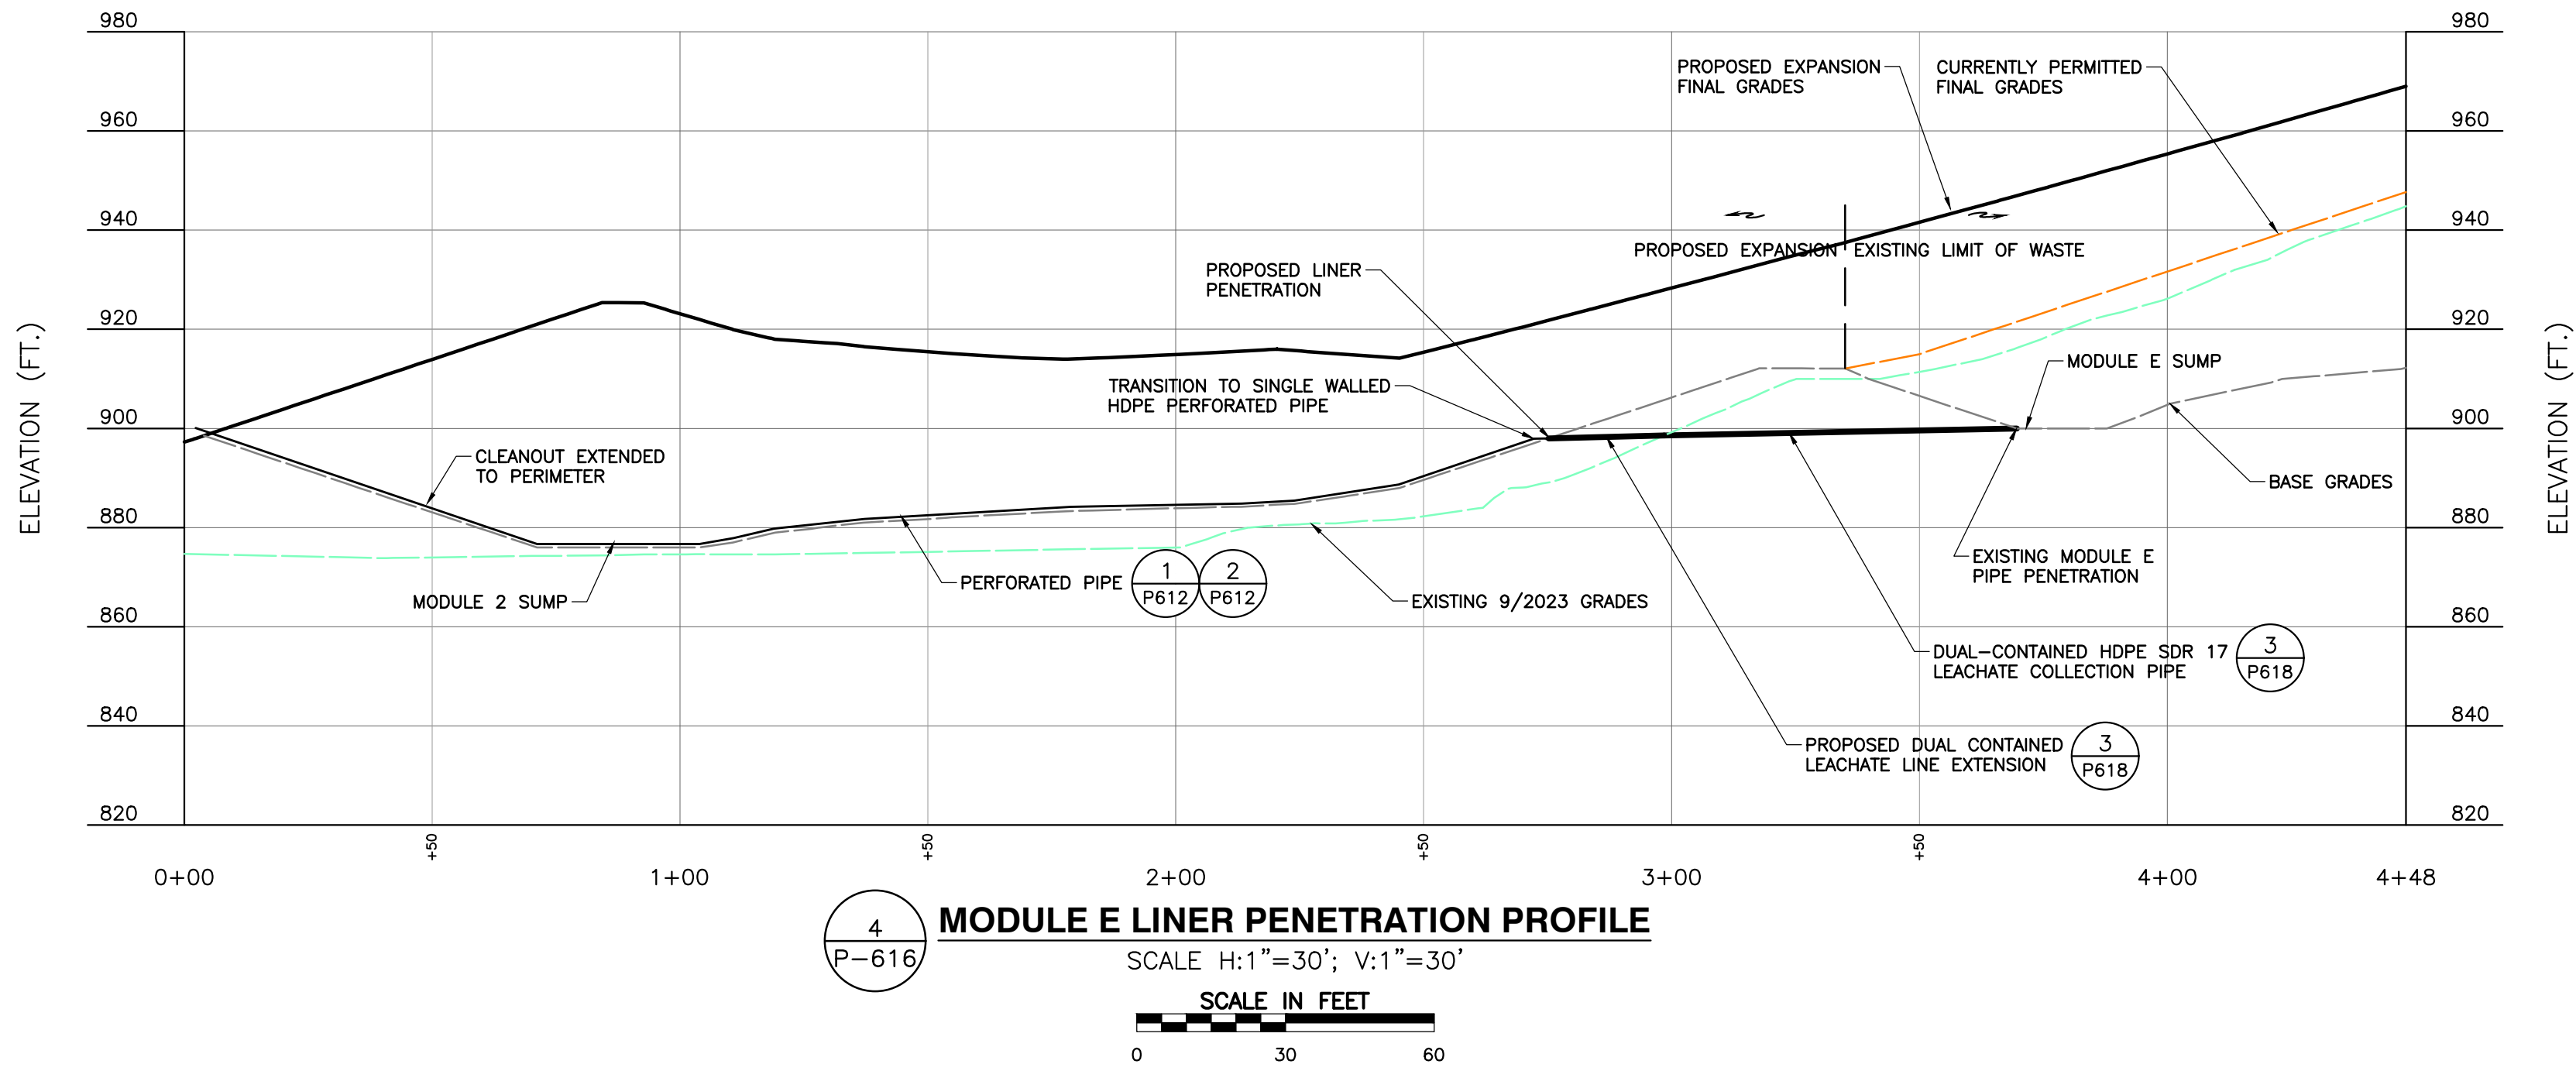 980
980
PROPOSED EXPANSION
FINAL GRADES
CURRENTLY PERMITTED
FINAL GRADES
960
960
940
940
PROPOSED EXPANSION
EXISTING LIMIT OF WASTE
PROPOSED LINER
PENETRATION
920
920
ELEVATION (FT.)
ELEVATION (FT.)
MODULE E SUMP
TRANSITION TO SINGLE WALLED
HDPE PERFORATED PIPE
900
900
CLEANOUT EXTENDED
TO PERIMETER
BASE GRADES
880
880
EXISTING MODULE E
PIPE PENETRATION
PERFORATED PIPE
1
P612
2
P612
MODULE 2 SUMP
EXISTING 9/2023 GRADES
860
860
DUAL-CONTAINED HDPE SDR 17
LEACHATE COLLECTION PIPE
3
P618
840
840
PROPOSED DUAL CONTAINED
LEACHATE LINE EXTENSION
3
P618
820
820
+50
+50
+50
+50
0+00
1+00
2+00
3+00
4+00
4+48
4
P-616
MODULE E LINER PENETRATION PROFILE
SCALE H:1"=30'; V:1"=30'
SCALE IN FEET
0
30
60